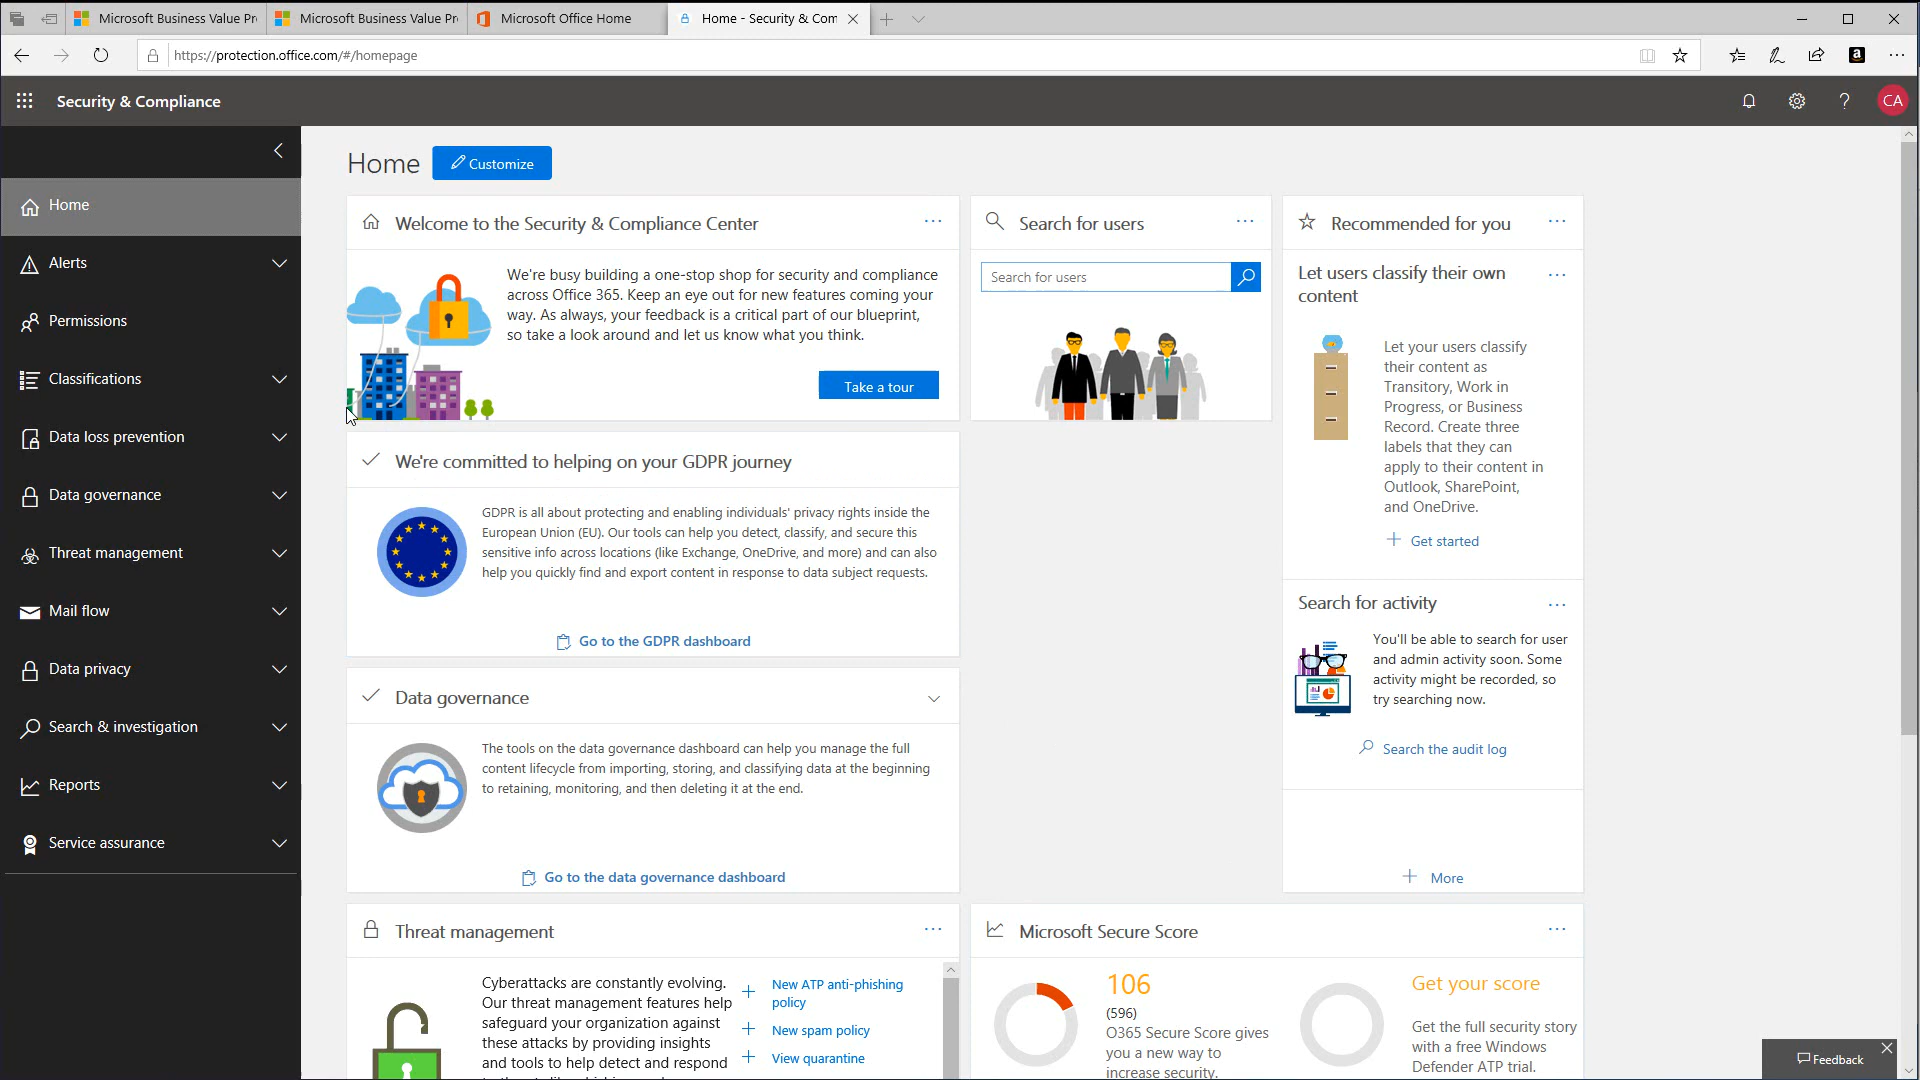 Microsoft Business Value Pr
Microsoft Business Value Pr
Microsoft Office Home
Home - Security & Com
https://protection.office.com/#/homepage
a
Security & Compliance
?
CA
Home
Alerts
Permissions
Classifications
Data loss prevention
Data governance
Threat management
Mail flow
Data privacy
Search & investigation
Reports
Service assurance
Home
Customize
Welcome to the Security & Compliance Center
We're busy building a one-stop shop for security and compliance
across Office 365. Keep an eye out for new features coming your
way. As always, your feedback is a critical part of our blueprint,
so take a look around and let us know what you think.
Take a tour
Search for users
Search for users
Recommended for you
Let users classify their own
content
Let your users classify
their content as
Transitory, Work in
Progress, or Business
Record. Create three
labels that they can
apply to their content in
Outlook, SharePoint,
and OneDrive.
Get started
We're committed to helping on your GDPR journey
GDPR is all about protecting and enabling individuals' privacy rights inside the
European Union (EU). Our tools can help you detect, classify, and secure this
sensitive info across locations (like Exchange, OneDrive, and more) and can also
help you quickly find and export content in response to data subject requests.
Go to the GDPR dashboard
Search for activity
You'll be able to search for user
and admin activity soon. Some
activity might be recorded, so
try searching now.
Search the audit log
More
Data governance
The tools on the data governance dashboard can help you manage the full
content lifecycle from importing, storing, and classifying data at the beginning
to retaining, monitoring, and then deleting it at the end.
Go to the data governance dashboard
Threat management
Cyberattacks are constantly evolving.
Our threat management features help
safeguard your organization against
these attacks by providing insights
and tools to help detect and respond
New ATP anti-phishing
policy
New spam policy
View quarantine
Microsoft Secure Score
106
(596)
O365 Secure Score gives
you a new way to
increase security.
Get your score
Get the full security story
with a free Windows
Defender ATP trial.
Feedback